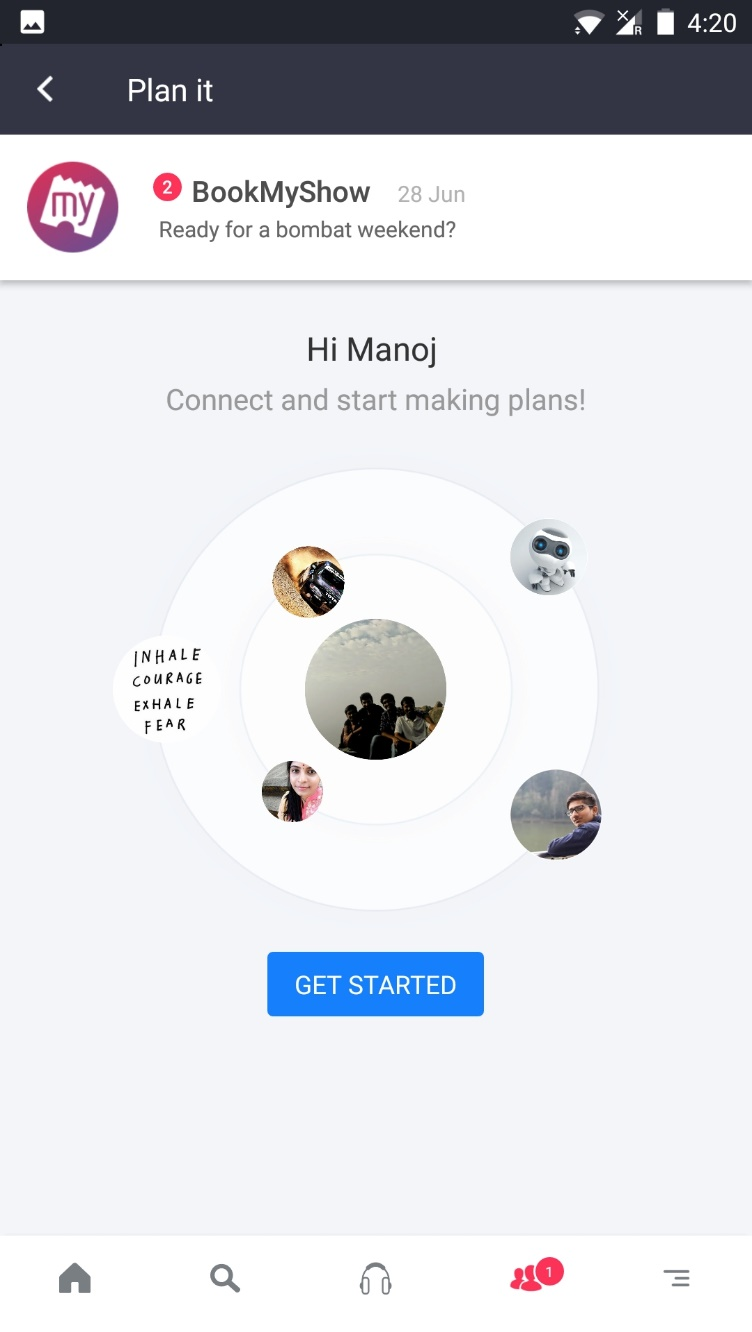 R
4:20
Plan it
my
2 BookMyShow 28 Jun
Ready for a bombat weekend?
Hi Manoj
Connect and start making plans!
INHALE
COURAGE
EXHALE
FEAR
GET STARTED
1